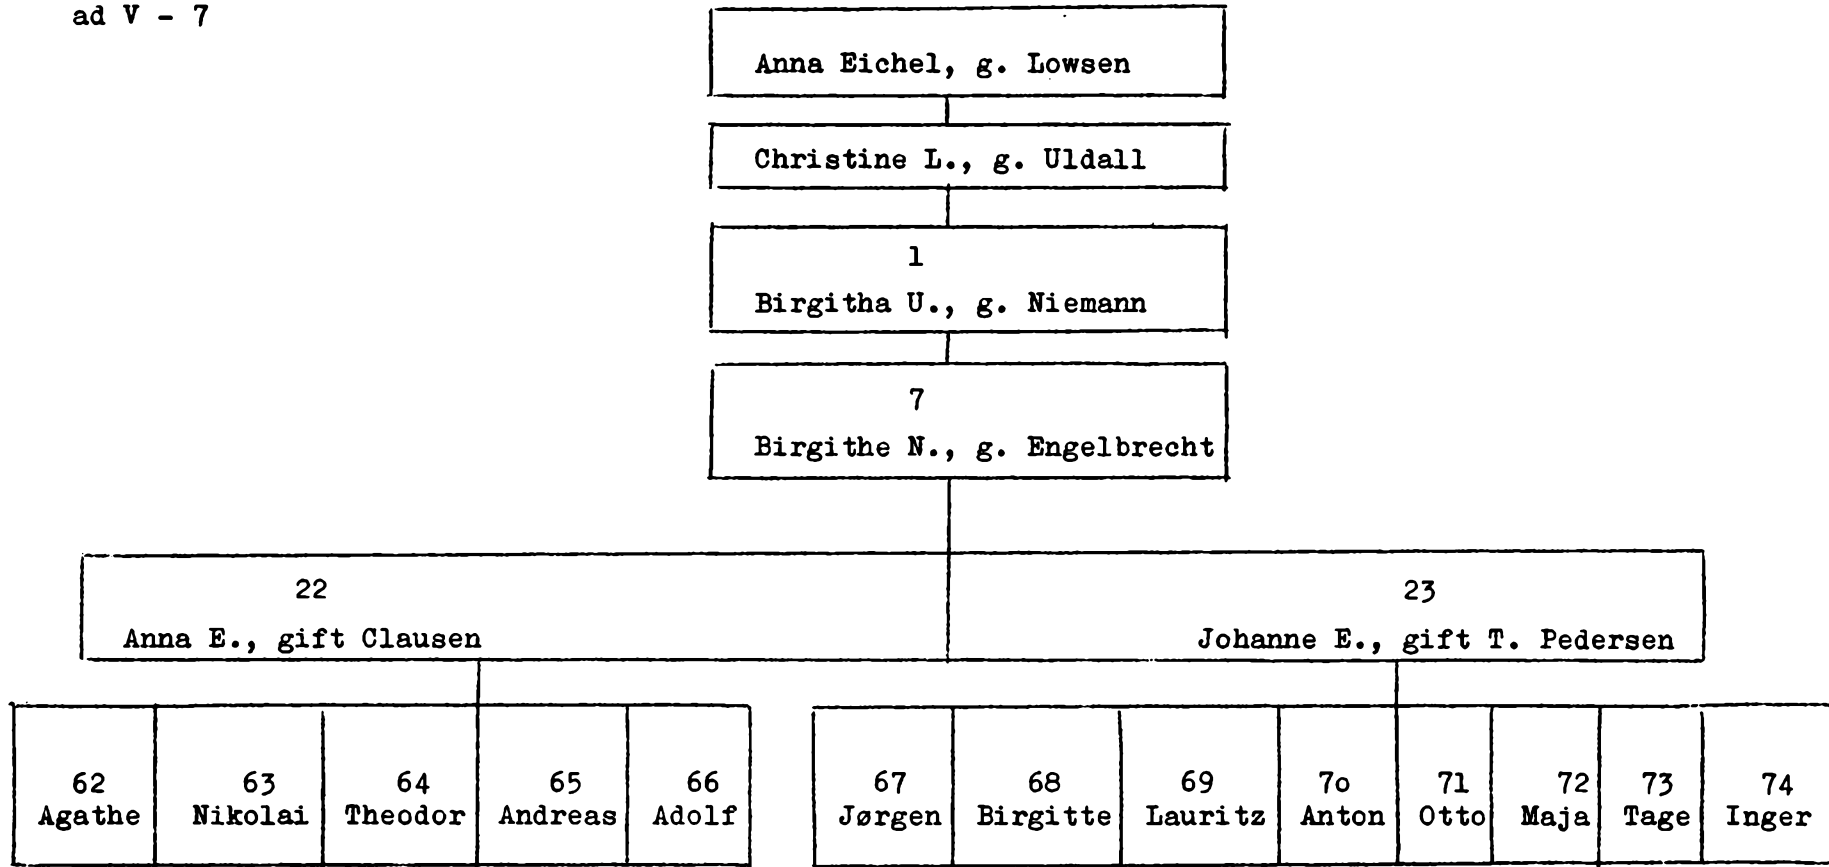 ad V - 7
Anna Eichel, g. Lowsen
Christine L., g. Uldall
1
Birgitha U., g. Niemann
7
Birgithe N., g. Engelbrecht
22 23
Anna E., gift Clausen Johanne E., gift T. Pedersen
62 63 64 65 66 67 68 69 7o 71 72 73 74
Agathe Nikolai Theodor Andreas Adolf Jørgen Birgitte Lauritz Anton Otto Maja Tage Inger